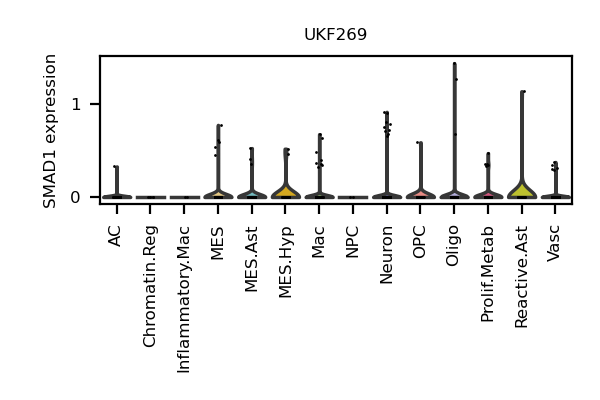 UKF269
SMAD1 expression
1
0
AC
Chromatin.Reg
Inflammatory.Mac
MES
MES.Ast
MES.Hyp
Mac
NPC
Neuron
OPC
Oligo
Prolif.Metab
Reactive.Ast
Vasc